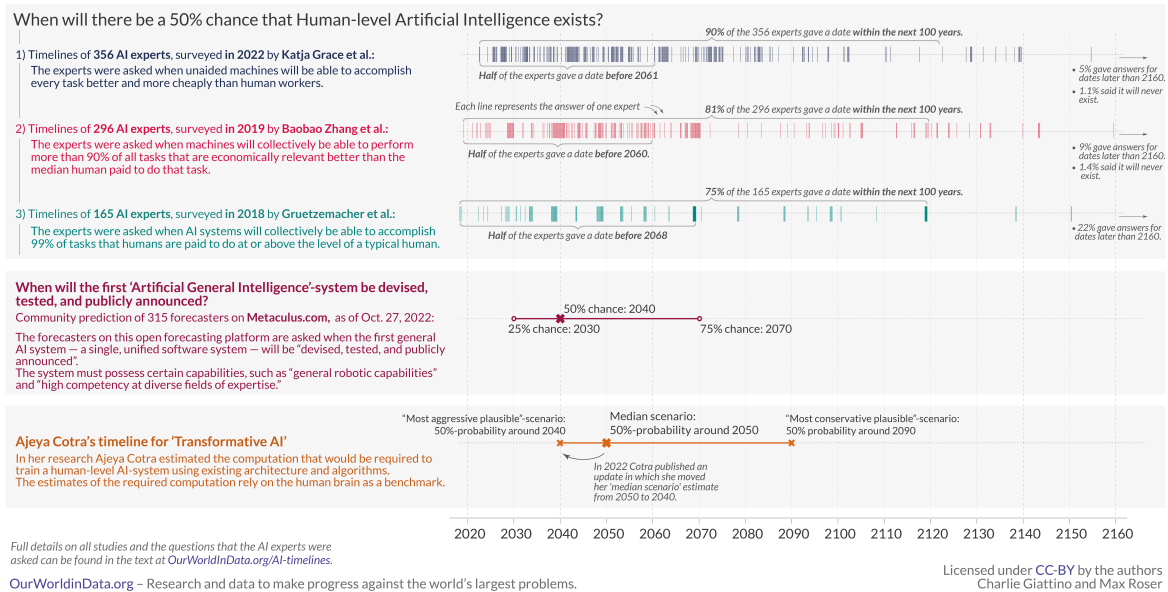 When will there be a 50% chance that Human-level Artificial Intelligence exists?
1) Timelines of 356 AI experts, surveyed in 2022 by Katja Grace et al.:
The experts were asked when unaided machines will be able to accomplish
every task better and more cheaply than human workers.
90% of the 356 experts gave a date within the next 100 years.
Half of the experts gave a date before 2061
• 5% gave answers for
dates later than 2160.
• 1.1% said it will never
exist.
Each line represents the answer of one expert
2) Timelines of 296 AI experts, surveyed in 2019 by Baobao Zhang et al.:
The experts were asked when machines will collectively be able to perform
more than 90% of all tasks that are economically relevant better than the
median human paid to do that task.
81% of the 296 experts gave a date within the next 100 years.
Half of the experts gave a date before 2060.
• 9% gave answers for
dates later than 2160.
• 1.4% said it will never
exist.
3) Timelines of 165 AI experts, surveyed in 2018 by Gruetzemacher et al.:
The experts were asked when AI systems will collectively be able to accomplish
99% of tasks that humans are paid to do at or above the level of a typical human.
75% of the 165 experts gave a date within the next 100 years.
Half of the experts gave a date before 2068
• 22% gave answers for
dates later than 2160.
When will the first ‘Artificial General Intelligence’-system be devised,
tested, and publicly announced?
Community prediction of 315 forecasters on Metaculus.com, as of Oct. 27, 2022:
The forecasters on this open forecasting platform are asked when the first general
AI system — a single, unified software system — will be “devised, tested, and publicly
announced”.
The system must possess certain capabilities, such as “general robotic capabilities”
and “high competency at diverse fields of expertise.”
50% chance: 2040
25% chance: 2030
75% chance: 2070
Ajeya Cotra’s timeline for ‘Transformative AI’
In her research Ajeya Cotra estimated the computation that would be required to
train a human-level AI-system using existing architecture and algorithms.
The estimates of the required computation rely on the human brain as a benchmark.
“Most aggressive plausible”-scenario:
50%-probability around 2040
Median scenario:
50%-probability around 2050
“Most conservative plausible”-scenario:
50% probability around 2090
In 2022 Cotra published an
update in which she moved
her ‘median scenario’ estimate
from 2050 to 2040.
2020 2030 2040 2050 2060 2070 2080 2090 2100 2110 2120 2130 2140 2150 2160
Full details on all studies and the questions that the AI experts were
asked can be found in the text at OurWorldInData.org/AI-timelines.
OurWorldinData.org – Research and data to make progress against the world’s largest problems.
Licensed under CC-BY by the authors
Charlie Giattino and Max Roser